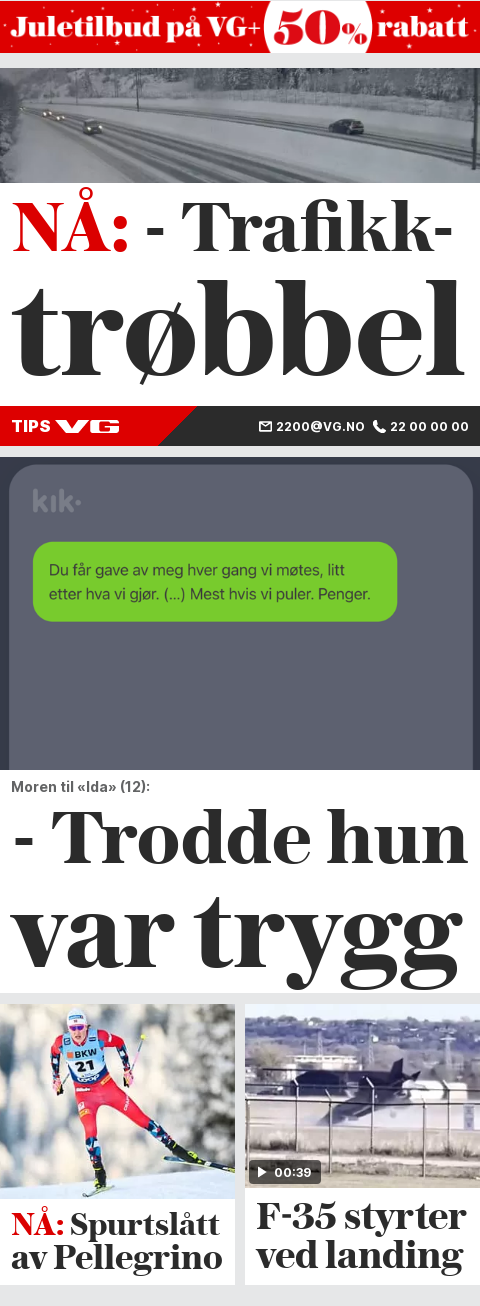 Juletilbud på VG+ 50% rabatt
NÅ: - Trafikk-
trøbbel
TIPS VG 2200@VG.NO 22 00 00 00
kik·
Du får gave av meg hver gang vi møtes, litt
etter hva vi gjør. (...) Mest hvis vi puler. Penger.
Moren til «Ida» (12):
- Trodde hun
var trygg
BKW
21
00:39
NÅ: Spurtslått
av Pellegrino
F-35 styrter
ved landing